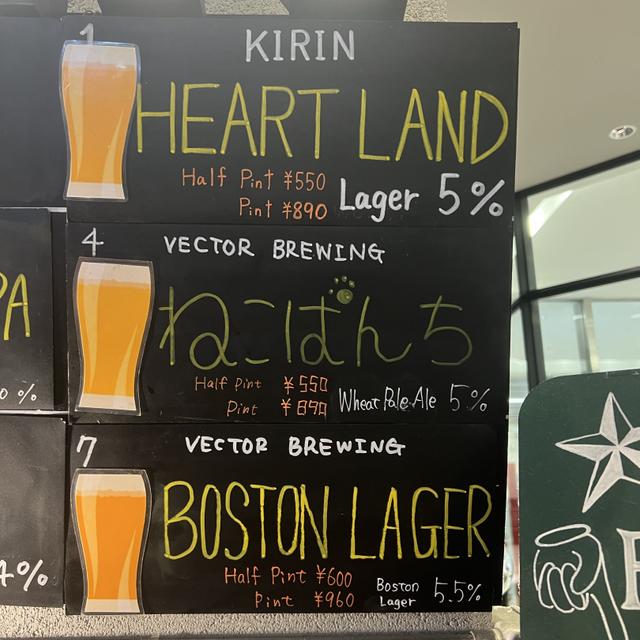 1
KIRIN
HEART LAND
Half Pint ¥550
Pint ¥890
Lager 5%
4
VECTOR BREWING
ねこぱんち
Half Pint ¥550
Pint ¥890
Wheat Pale Ale 5%
7
VECTOR BREWING
BOSTON LAGER
Half Pint ¥600
Pint ¥960
Boston
Lager
5.5%
PA
0%
4%